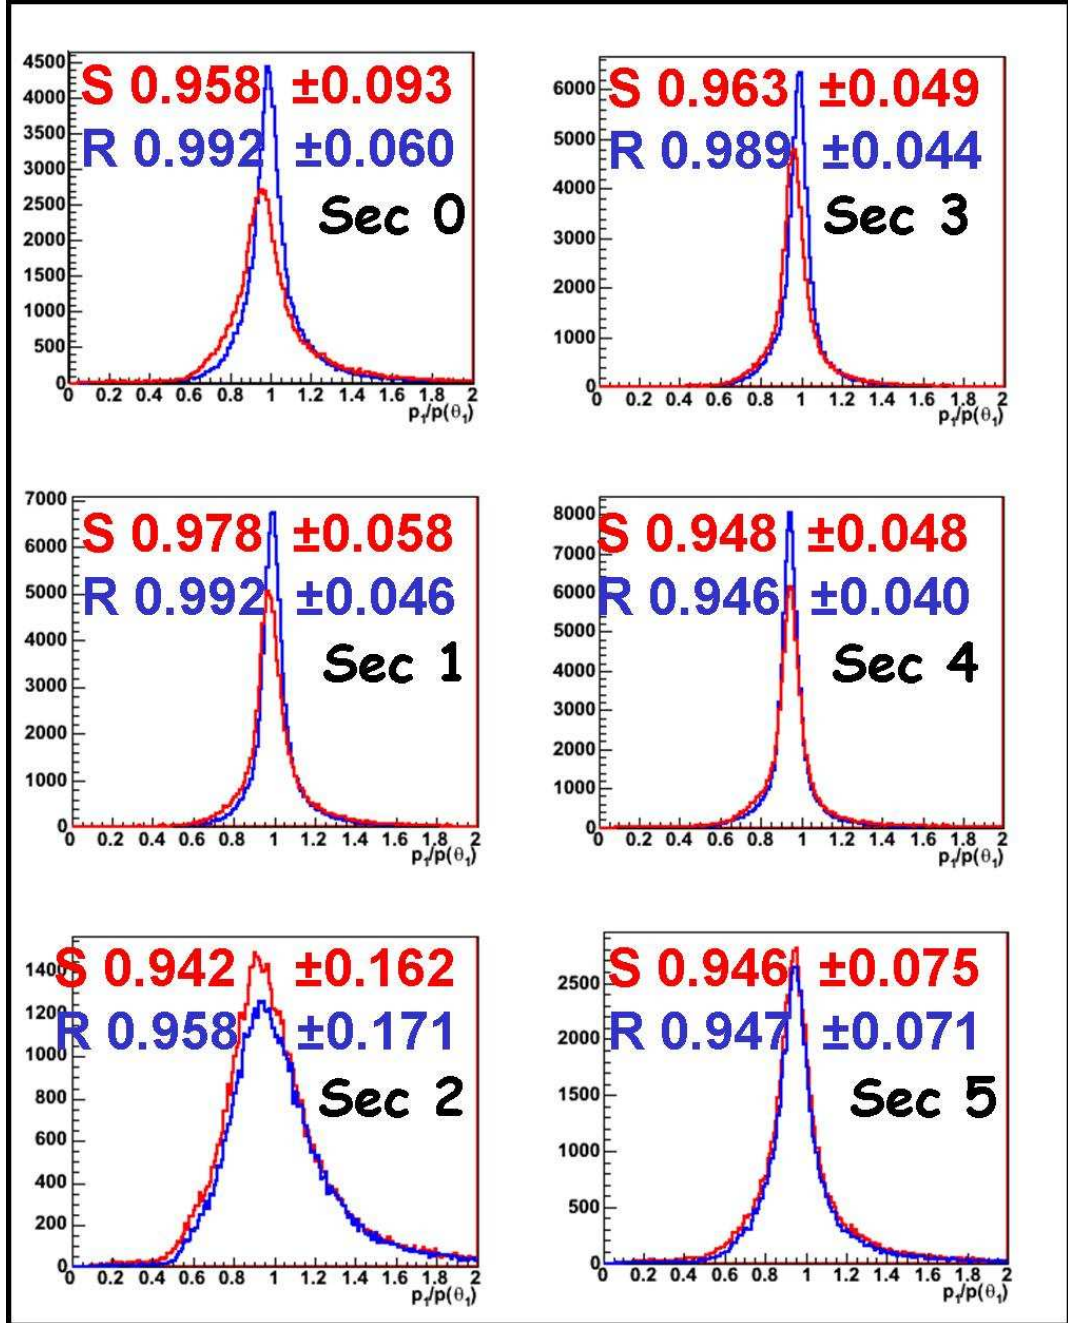 4500
4000
3500
3000
2500
2000
1500
1000
500
0
S 0.958 ±0.093
R 0.992 ±0.060
Sec 0
0 0.2 0.4 0.6 0.8 1 1.2 1.4 1.6 1.8 2
p₁/p(θ₁)
6000
5000
4000
3000
2000
1000
0
S 0.963 ±0.049
R 0.989 ±0.044
Sec 3
0 0.2 0.4 0.6 0.8 1 1.2 1.4 1.6 1.8 2
p₁/p(θ₁)
7000
6000
5000
4000
3000
2000
1000
0
S 0.978 ±0.058
R 0.992 ±0.046
Sec 1
0 0.2 0.4 0.6 0.8 1 1.2 1.4 1.6 1.8 2
p₁/p(θ₁)
8000
7000
6000
5000
4000
3000
2000
1000
0
S 0.948 ±0.048
R 0.946 ±0.040
Sec 4
0 0.2 0.4 0.6 0.8 1 1.2 1.4 1.6 1.8 2
p₁/p(θ₁)
1400
1200
1000
800
600
400
200
0
S 0.942 ±0.162
R 0.958 ±0.171
Sec 2
0 0.2 0.4 0.6 0.8 1 1.2 1.4 1.6 1.8 2
p₁/p(θ₁)
2500
2000
1500
1000
500
0
S 0.946 ±0.075
R 0.947 ±0.071
Sec 5
0 0.2 0.4 0.6 0.8 1 1.2 1.4 1.6 1.8 2
p₁/p(θ₁)